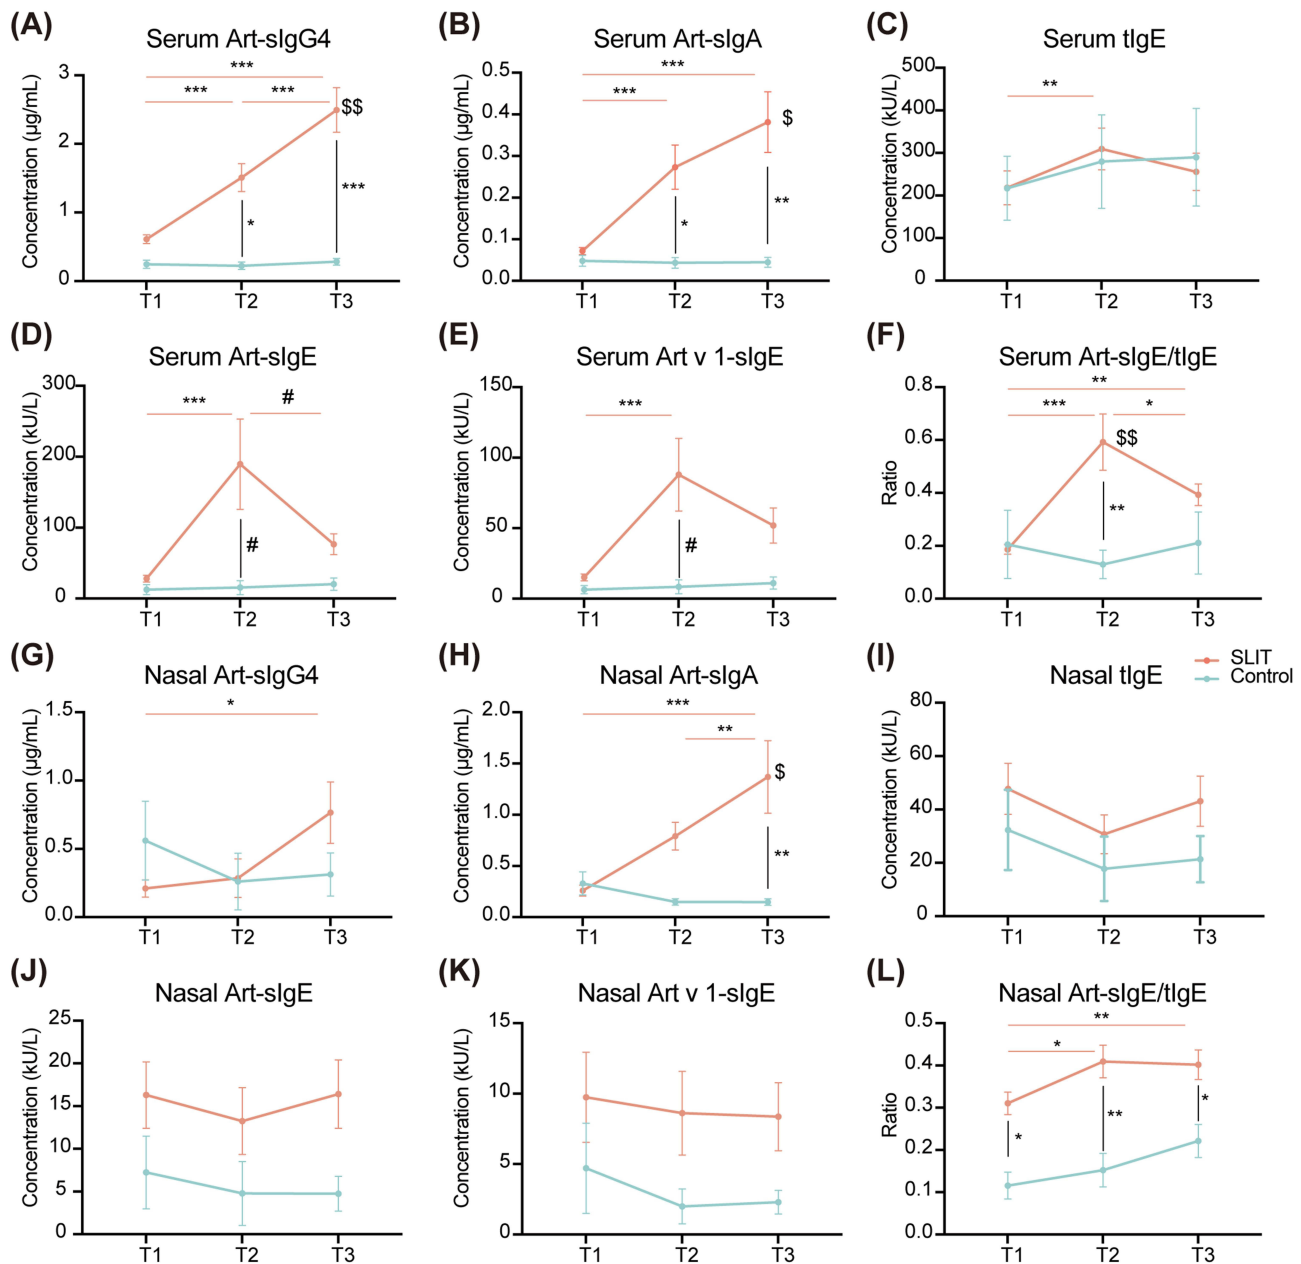 (A)
Serum Art-sIgG4
Concentration (μg/mL)
3
2
1
0
***
***
***
$$
***
*
T1
T2
T3
(B)
Serum Art-sIgA
Concentration (μg/mL)
0.5
0.4
0.3
0.2
0.1
0.0
***
***
$
**
*
T1
T2
T3
(C)
Serum tIgE
Concentration (kU/L)
500
400
300
200
100
0
**
T1
T2
T3
(D)
Serum Art-sIgE
Concentration (kU/L)
300
200
100
0
***
#
#
T1
T2
T3
(E)
Serum Art v 1-sIgE
Concentration (kU/L)
150
100
50
0
***
#
T1
T2
T3
(F)
Serum Art-sIgE/tIgE
Ratio
0.8
0.6
0.4
0.2
0.0
**
***
*
$$
**
T1
T2
T3
(G)
Nasal Art-sIgG4
Concentration (μg/mL)
1.5
1.0
0.5
0.0
*
T1
T2
T3
(H)
Nasal Art-sIgA
Concentration (μg/mL)
2.0
1.5
1.0
0.5
0.0
***
**
$
**
T1
T2
T3
(I)
Nasal tIgE
SLIT
Control
Concentration (kU/L)
80
60
40
20
0
T1
T2
T3
(J)
Nasal Art-sIgE
Concentration (kU/L)
25
20
15
10
5
0
T1
T2
T3
(K)
Nasal Art v 1-sIgE
Concentration (kU/L)
15
10
5
0
T1
T2
T3
(L)
Nasal Art-sIgE/tIgE
Ratio
0.5
0.4
0.3
0.2
0.1
0.0
**
*
*
**
*
T1
T2
T3